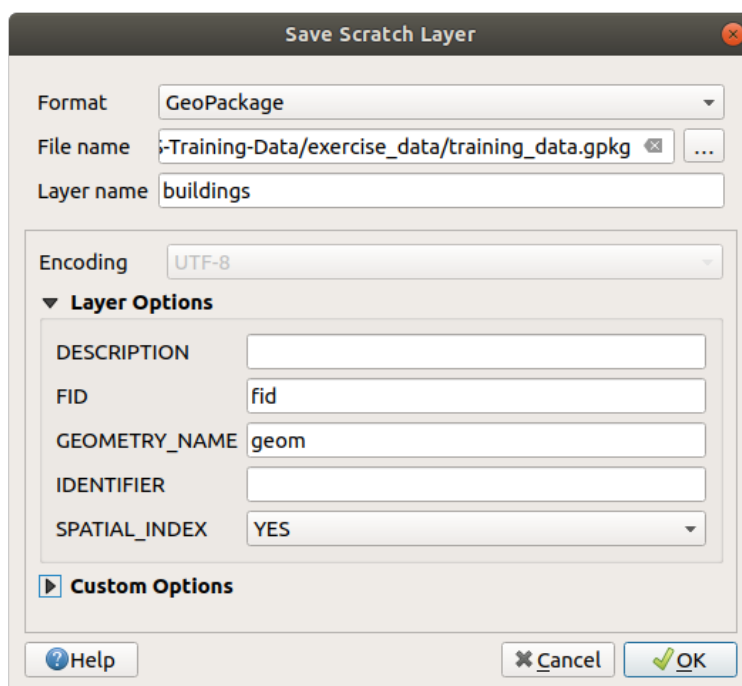 Save Scratch Layer
Format GeoPackage
File name -Training-Data/exercise_data/training_data.gpkg ...
Layer name buildings
Encoding UTF-8
Layer Options
DESCRIPTION
FID fid
GEOMETRY_NAME geom
IDENTIFIER
SPATIAL_INDEX YES
Custom Options
Help Cancel OK